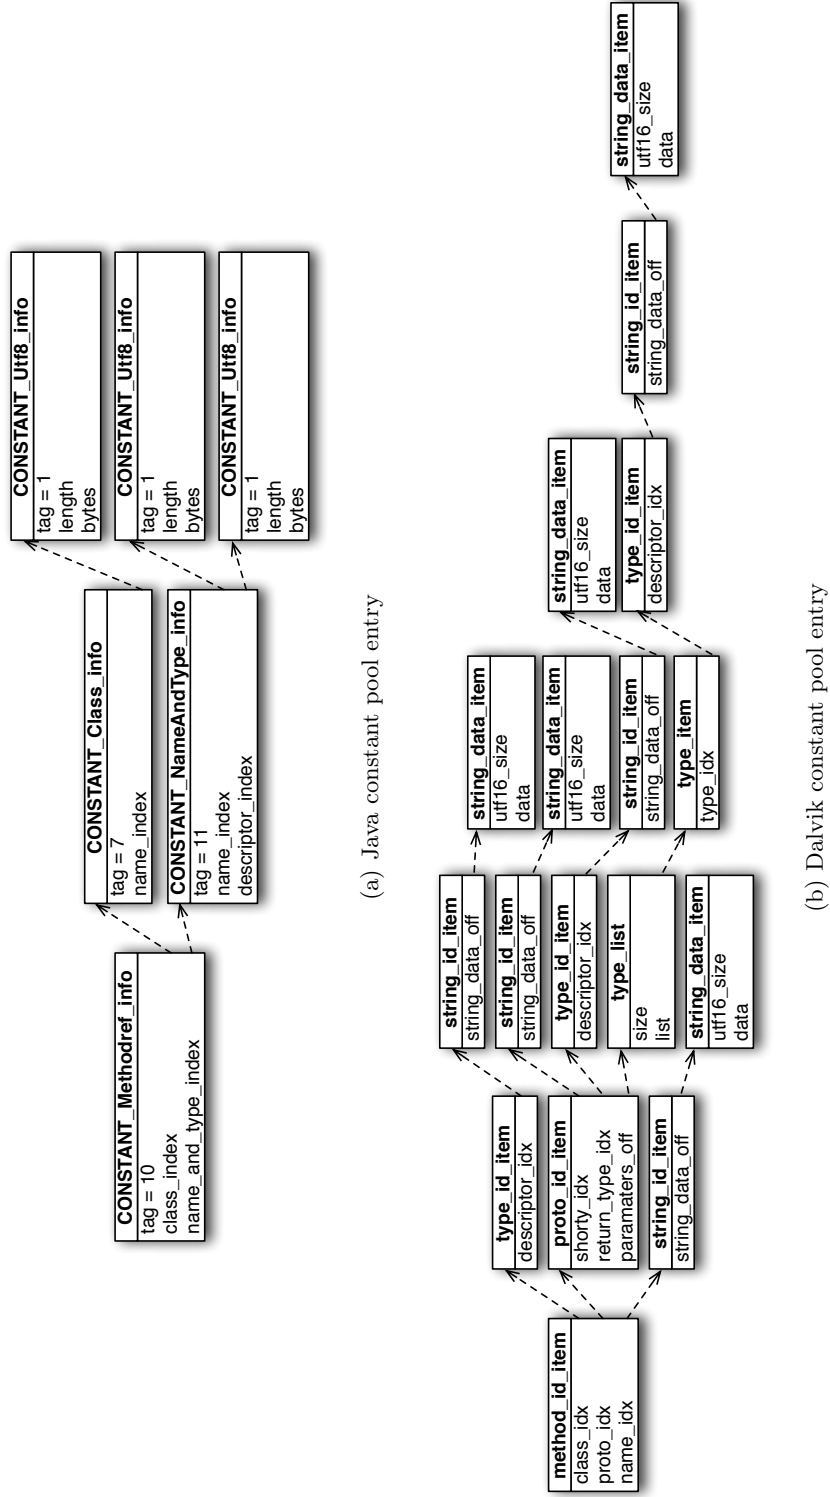 CONSTANT_Methodref_info
tag = 10
class_index
name_and_type_index
CONSTANT_Class_info
tag = 7
name_index
CONSTANT_NameAndType_info
tag = 11
name_index
descriptor_index
CONSTANT_Utf8_info
tag = 1
length
bytes
CONSTANT_Utf8_info
tag = 1
length
bytes
CONSTANT_Utf8_info
tag = 1
length
bytes
(a) Java constant pool entry
method_id_item
class_idx
proto_idx
name_idx
type_id_item
descriptor_idx
proto_id_item
shorty_idx
return_type_idx
paramaters_off
string_id_item
string_data_off
string_id_item
string_data_off
string_id_item
string_data_off
type_id_item
descriptor_idx
type_list
size
list
string_data_item
utf16_size
data
string_data_item
utf16_size
data
string_data_item
utf16_size
data
string_id_item
string_data_off
type_item
type_idx
string_data_item
utf16_size
data
type_id_item
descriptor_idx
string_id_item
string_data_off
string_data_item
utf16_size
data
(b) Dalvik constant pool entry